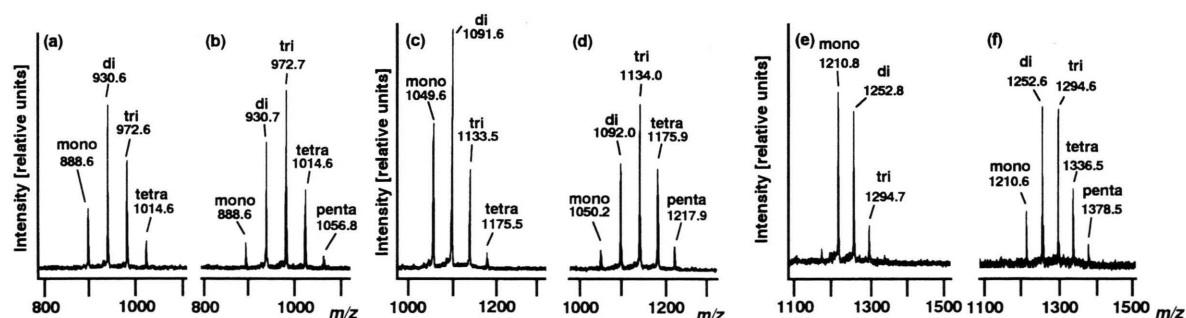 Intensity [relative units]
(a)
mono
888.6
di
930.6
tri
972.6
tetra
1014.6
800
1000
(b)
mono
888.6
di
930.7
tri
972.7
tetra
1014.6
penta
1056.8
800
1000
m/z
Intensity [relative units]
(c)
mono
1049.6
di
1091.6
tri
1133.5
tetra
1175.5
1000
1200
(d)
mono
1050.2
di
1092.0
tri
1134.0
tetra
1175.9
penta
1217.9
1000
1200
m/z
Intensity [relative units]
(e)
mono
1210.8
di
1252.8
tri
1294.7
1100
1300
1500
(f)
mono
1210.6
di
1252.6
tri
1294.6
tetra
1336.5
penta
1378.5
1100
1300
1500
m/z